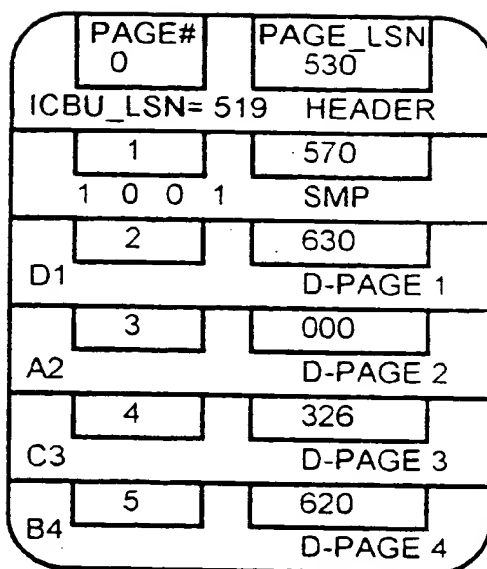 PAGE# PAGE_LSN
0 530
ICBU_LSN= 519 HEADER
1 570
1 0 0 1 SMP
2 630
D1 D-PAGE 1
3 000
A2 D-PAGE 2
4 326
C3 D-PAGE 3
5 620
B4 D-PAGE 4